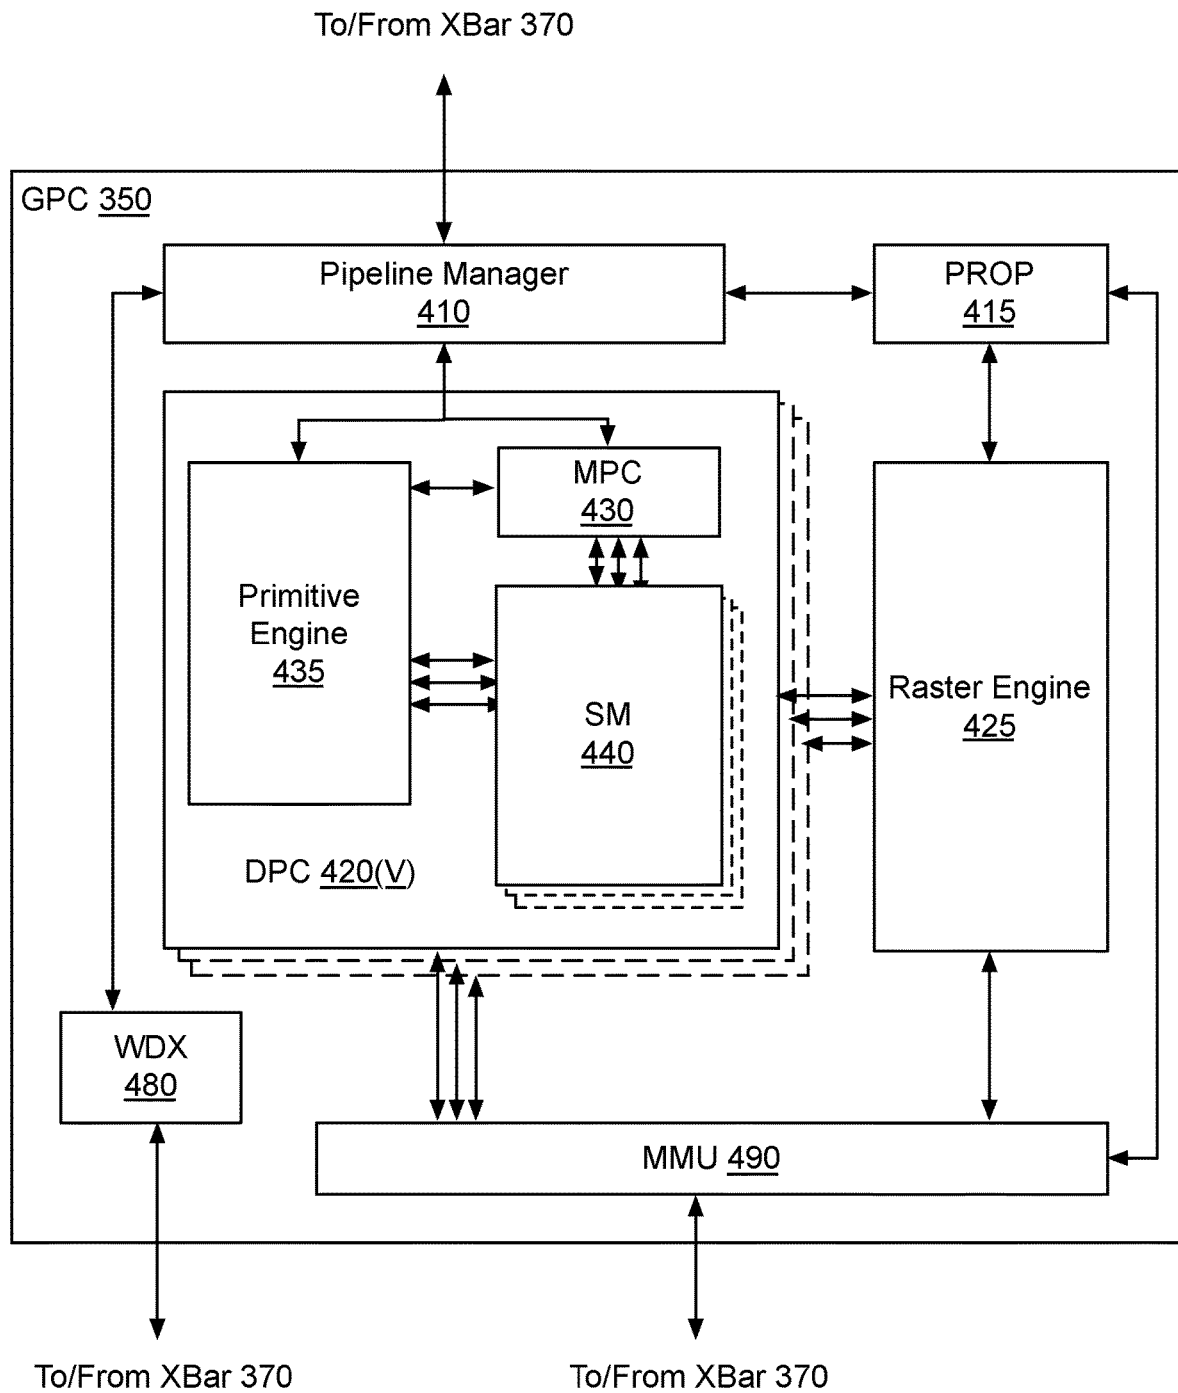 To/From XBar 370
GPC 350
Pipeline Manager
410
PROP
415
MPC
430
Primitive
Engine
435
SM
440
Raster Engine
425
DPC 420(V)
WDX
480
MMU 490
To/From XBar 370
To/From XBar 370